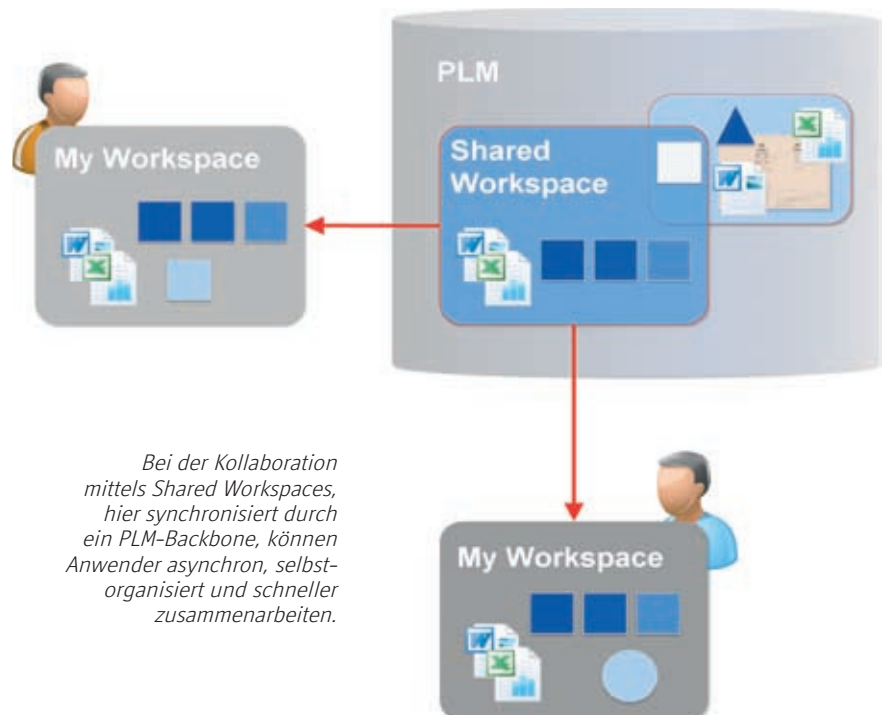 PLM
My Workspace
Shared
Workspace
Bei der Kollaboration
mittels Shared Workspaces,
hier synchronisiert durch
ein PLM-Backbone, können
Anwender asynchron, selbst-
organisiert und schneller
zusammenarbeiten.
My Workspace